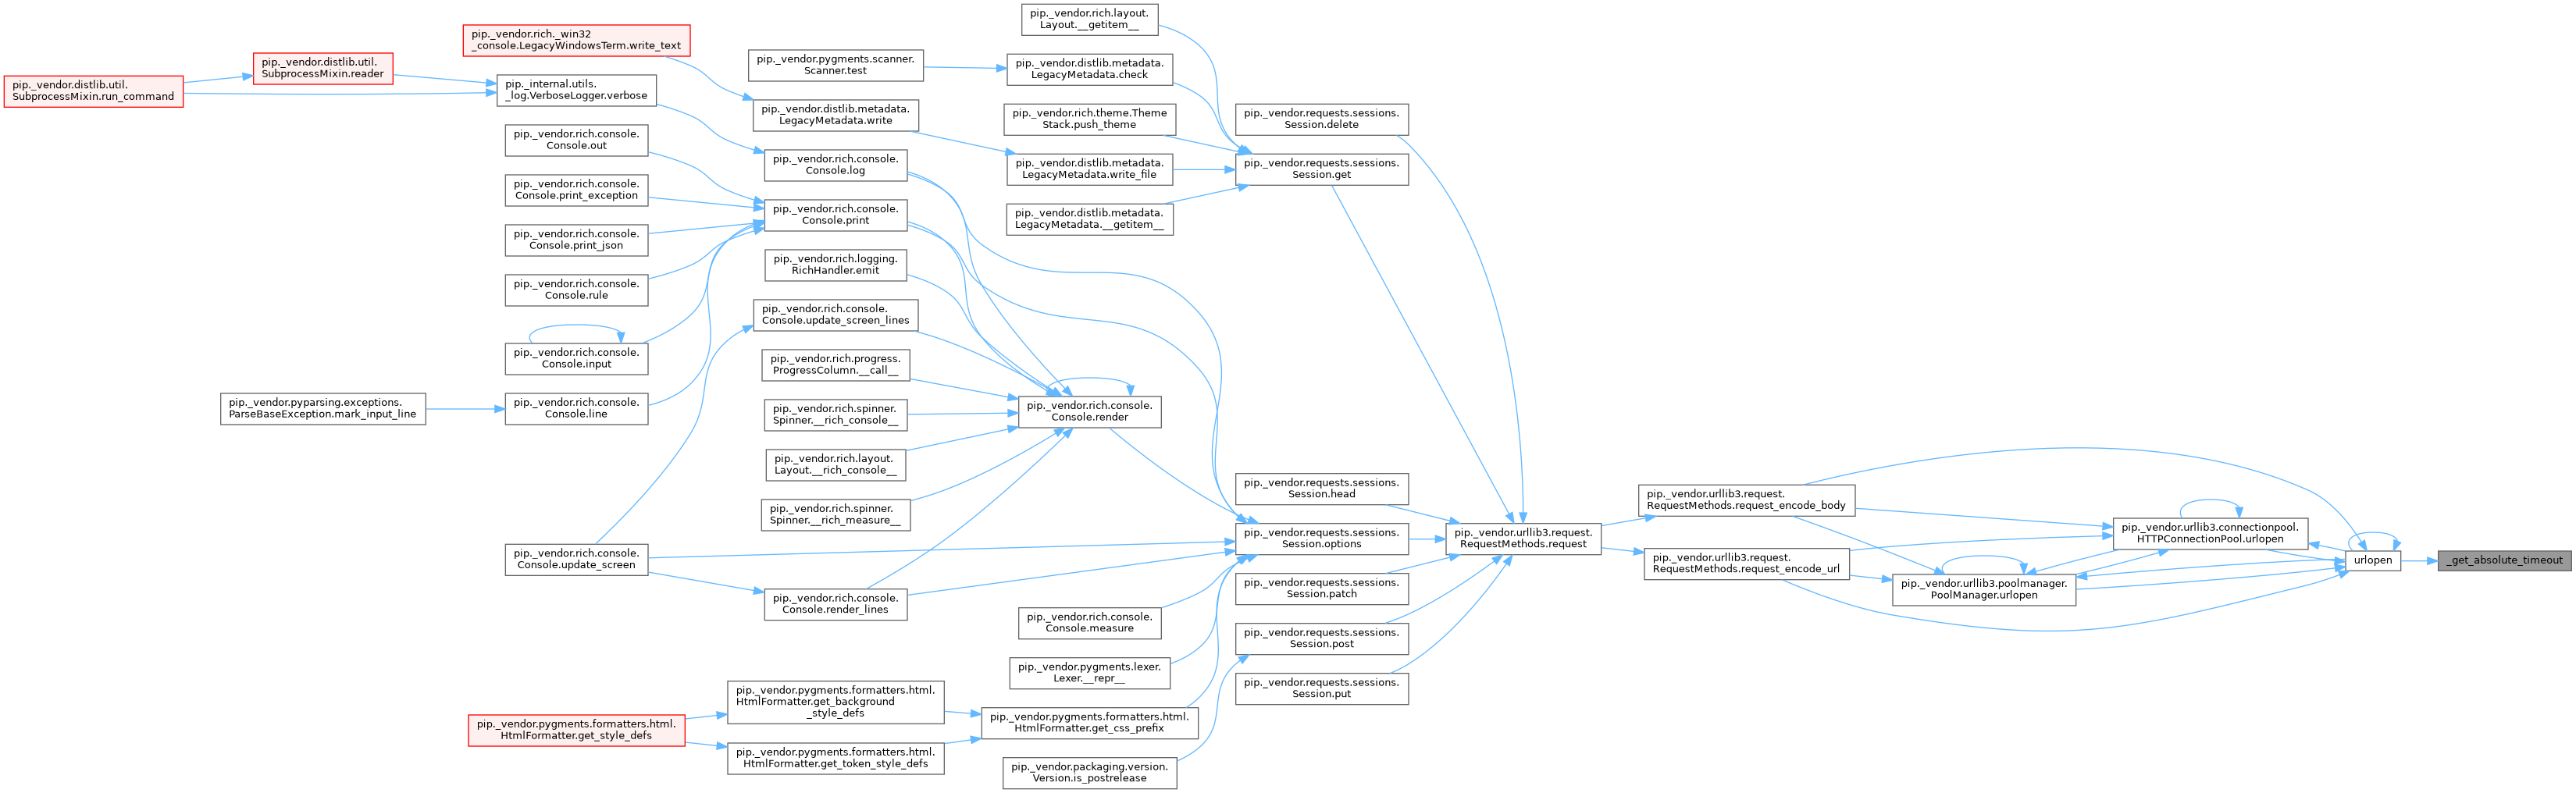 pip._vendor.distlib.util.
SubprocessMixin.run_command
pip._vendor.distlib.util.
SubprocessMixin.reader
pip._vendor.pyparsing.exceptions.
ParseBaseException.mark_input_line
pip._vendor.rich._win32
_console.LegacyWindowsTerm.write_text
pip._internal.utils.
_log.VerboseLogger.verbose
pip._vendor.rich.console.
Console.out
pip._vendor.rich.console.
Console.print_exception
pip._vendor.rich.console.
Console.print_json
pip._vendor.rich.console.
Console.rule
pip._vendor.rich.console.
Console.input
pip._vendor.rich.console.
Console.line
pip._vendor.rich.console.
Console.update_screen
pip._vendor.pygments.formatters.html.
HtmlFormatter.get_style_defs
pip._vendor.pygments.scanner.
Scanner.test
pip._vendor.distlib.metadata.
LegacyMetadata.write
pip._vendor.rich.console.
Console.log
pip._vendor.rich.console.
Console.print
pip._vendor.rich.logging.
RichHandler.emit
pip._vendor.rich.console.
Console.update_screen_lines
pip._vendor.rich.progress.
ProgressColumn.__call__
pip._vendor.rich.spinner.
Spinner.__rich_console__
pip._vendor.rich.layout.
Layout.__rich_console__
pip._vendor.rich.spinner.
Spinner.__rich_measure__
pip._vendor.rich.console.
Console.render_lines
pip._vendor.pygments.formatters.html.
HtmlFormatter.get_background
_style_defs
pip._vendor.pygments.formatters.html.
HtmlFormatter.get_token_style_defs
pip._vendor.rich.layout.
Layout.__getitem__
pip._vendor.distlib.metadata.
LegacyMetadata.check
pip._vendor.rich.theme.Theme
Stack.push_theme
pip._vendor.distlib.metadata.
LegacyMetadata.write_file
pip._vendor.distlib.metadata.
LegacyMetadata.__getitem__
pip._vendor.rich.console.
Console.render
pip._vendor.rich.console.
Console.measure
pip._vendor.pygments.lexer.
Lexer.__repr__
pip._vendor.pygments.formatters.html.
HtmlFormatter.get_css_prefix
pip._vendor.packaging.version.
Version.is_postrelease
pip._vendor.requests.sessions.
Session.delete
pip._vendor.requests.sessions.
Session.get
pip._vendor.requests.sessions.
Session.head
pip._vendor.requests.sessions.
Session.options
pip._vendor.requests.sessions.
Session.patch
pip._vendor.requests.sessions.
Session.post
pip._vendor.requests.sessions.
Session.put
pip._vendor.urllib3.request.
RequestMethods.request
pip._vendor.urllib3.request.
RequestMethods.request_encode_body
pip._vendor.urllib3.request.
RequestMethods.request_encode_url
pip._vendor.urllib3.poolmanager.
PoolManager.urlopen
pip._vendor.urllib3.connectionpool.
HTTPConnectionPool.urlopen
urlopen
_get_absolute_timeout